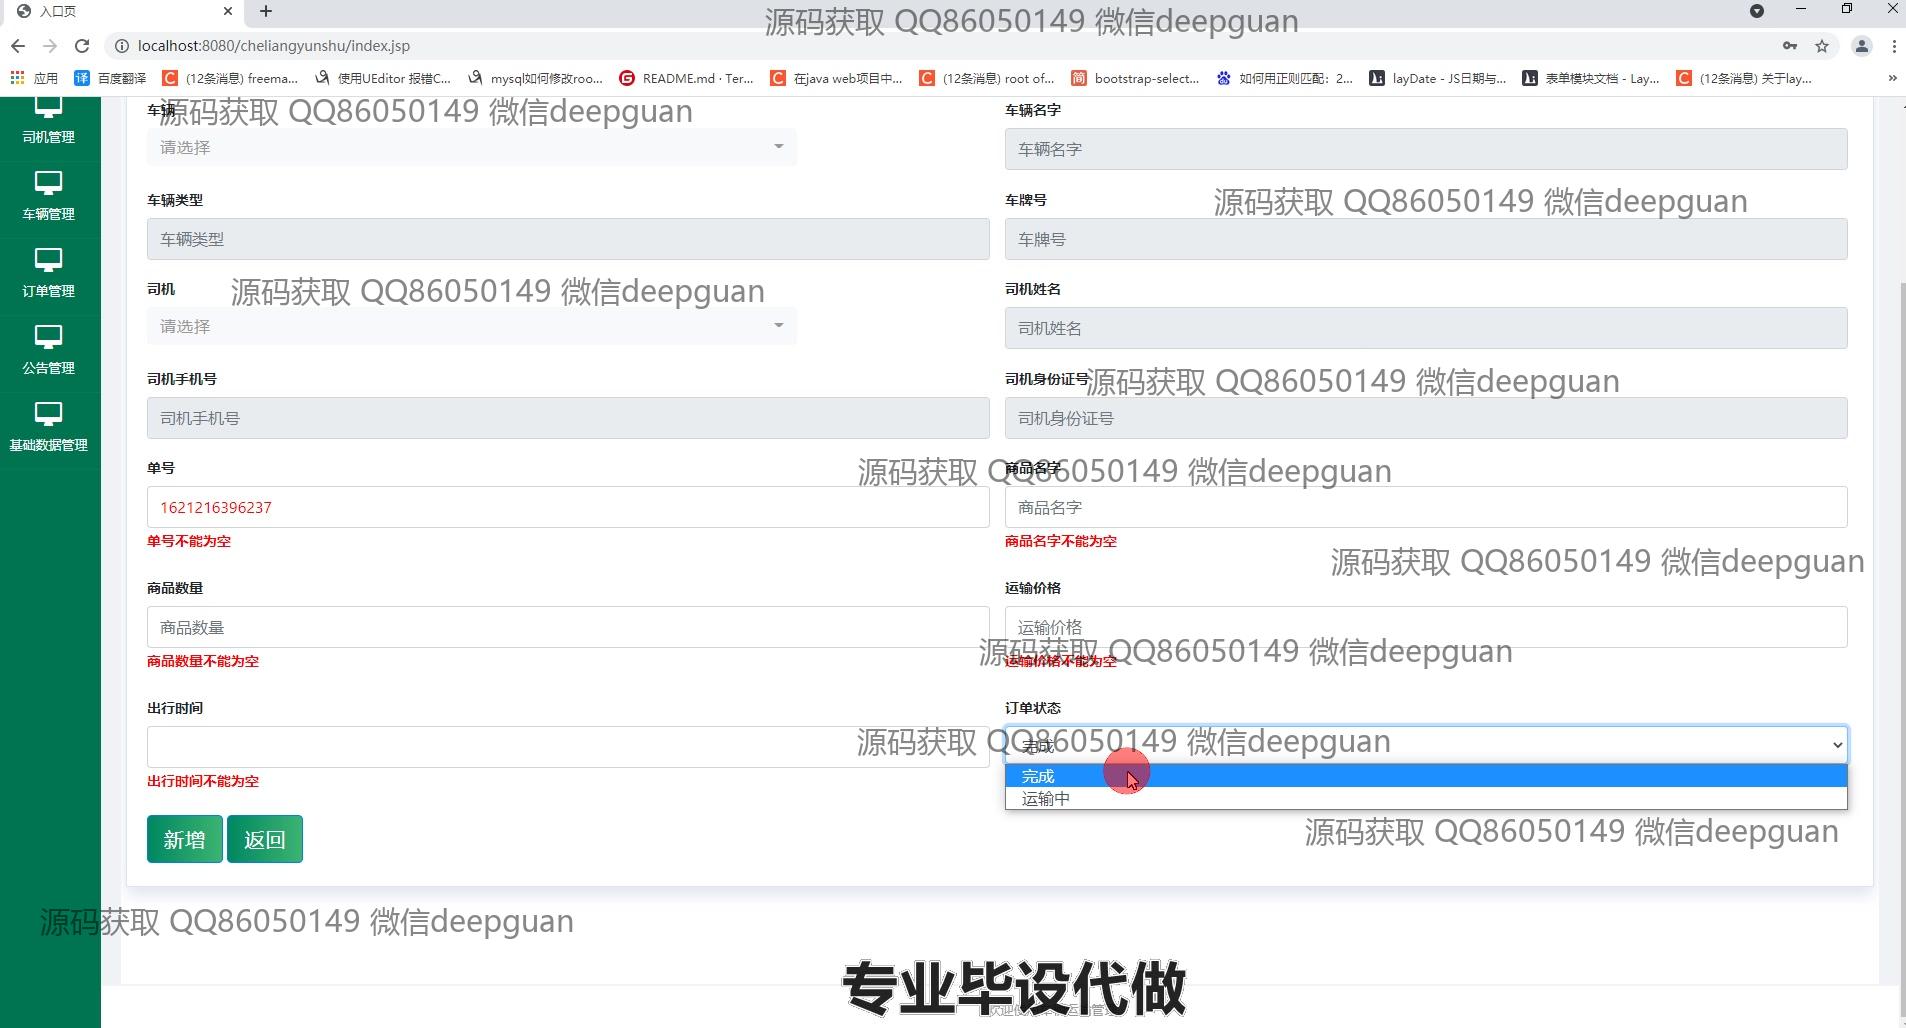 入口页
源码获取 QQ86050149 微信deepguan
localhost:8080/cheliangyunshu/index.jsp
应用 百度翻译 (12条消息) freema... 使用UEditor 报错C... mysql如何修改roo... README.md · Ter... 在java web项目中... (12条消息) root of... bootstrap-select... 如何用正则匹配：2... layDate - JS日期与... 表单模块文档 - Lay... (12条消息) 关于lay... »
车辆 源码获取 QQ86050149 微信deepguan 车辆名字
司机管理
请选择 车辆名字
车辆类型 车牌号 源码获取 QQ86050149 微信deepguan
车辆管理
车辆类型 车牌号
司机 源码获取 QQ86050149 微信deepguan 司机姓名
订单管理
请选择 司机姓名
公告管理
司机手机号 司机身份证号 源码获取 QQ86050149 微信deepguan
司机手机号 司机身份证号
基础数据管理
单号 源码获取 QQ86050149 微信deepguan 商品名字
1621216396237 商品名字
单号不能为空 商品名字不能为空
源码获取 QQ86050149 微信deepguan
商品数量 运输价格
商品数量 运输价格
源码获取 QQ86050149 微信deepguan
商品数量不能为空 运输价格不能为空
出行时间 订单状态
源码获取 QQ86050149 微信deepguan
完成
出行时间不能为空 完成
运输中
新增 返回 源码获取 QQ86050149 微信deepguan
源码获取 QQ86050149 微信deepguan
专业毕设代做